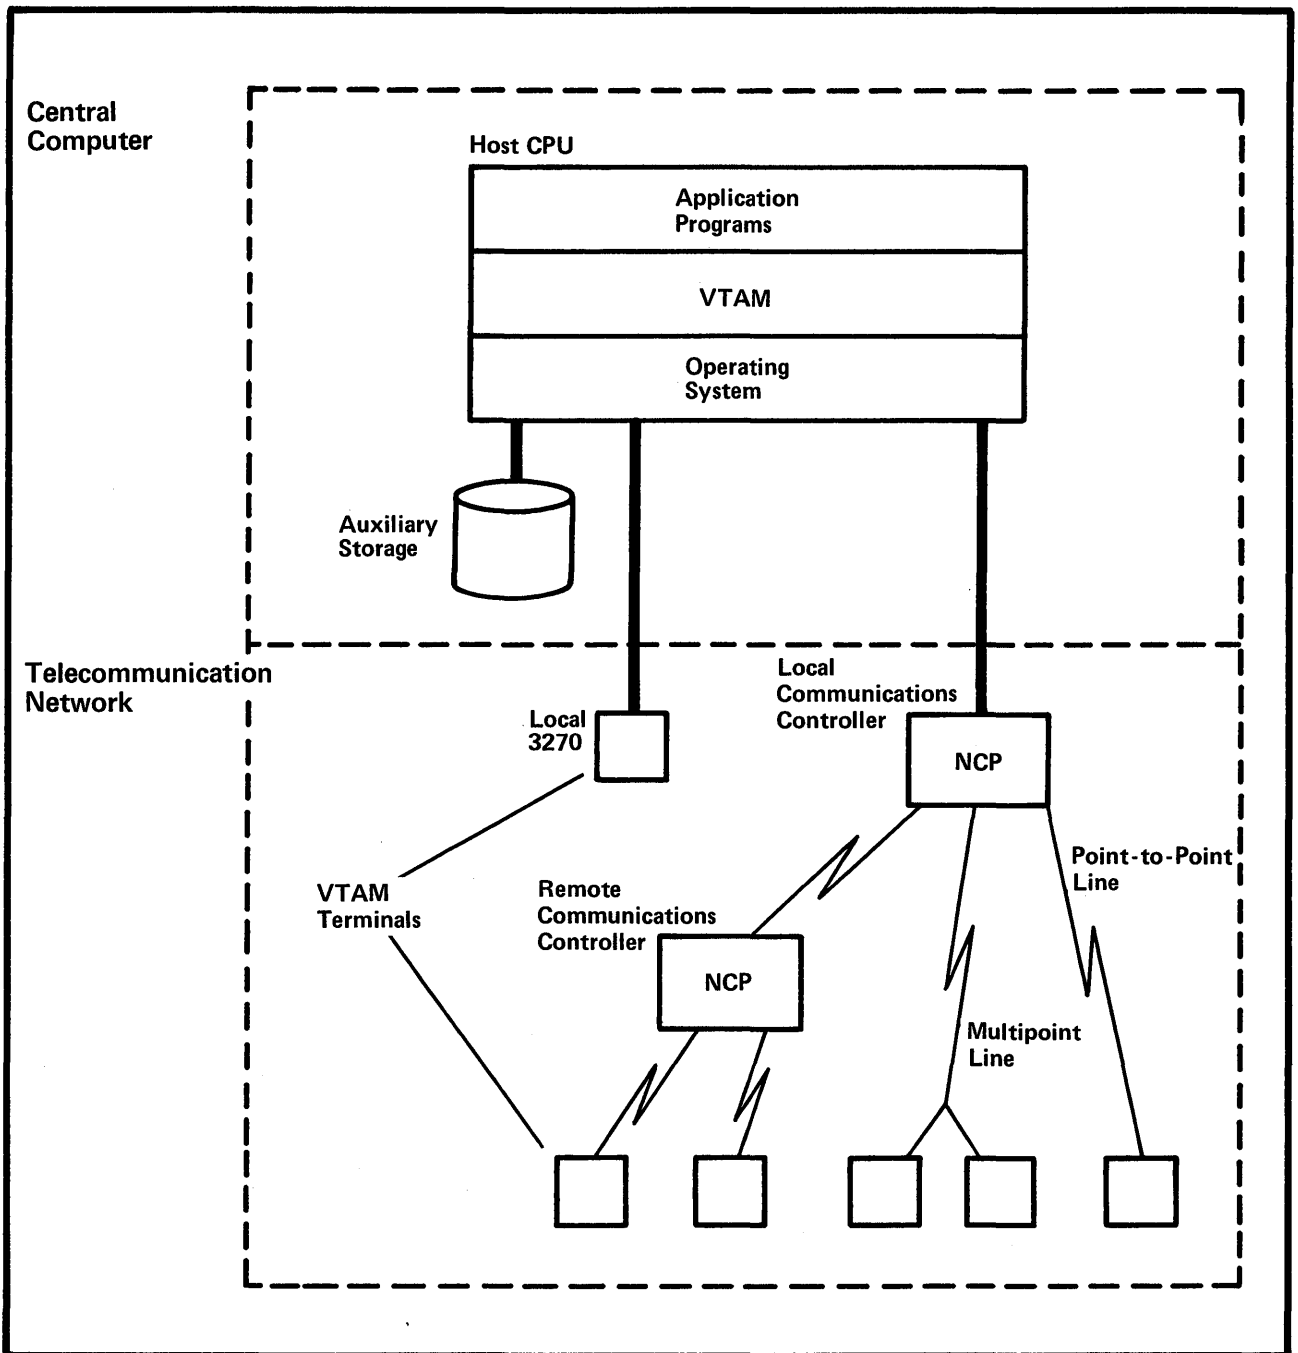 Central
Computer
Host CPU
Application
Programs
VTAM
Operating
System
Auxiliary
Storage
Telecommunication
Network
Local
3270
Local
Communications
Controller
NCP
Point-to-Point
Line
VTAM
Terminals
Remote
Communications
Controller
NCP
Multipoint
Line